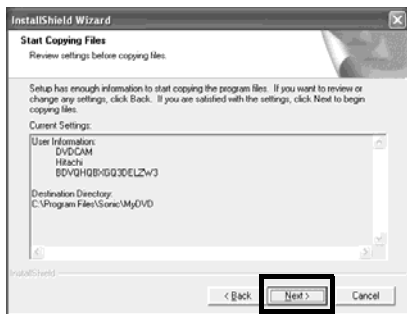 InstallShield Wizard
Start Copying Files
Review settings before copying files.
Setup has enough information to start copying the program files. If you want to review or
change any settings, click Back. If you are satisfied with the settings, click Next to begin
copying files.
Current Settings:
User Information:
DVDCAM
Hitachi
BDVQHQBXGQ3DELZW3
Destination Directory:
C:\Program Files\Sonic\MyDVD
InstallShield
< Back
Next >
Cancel